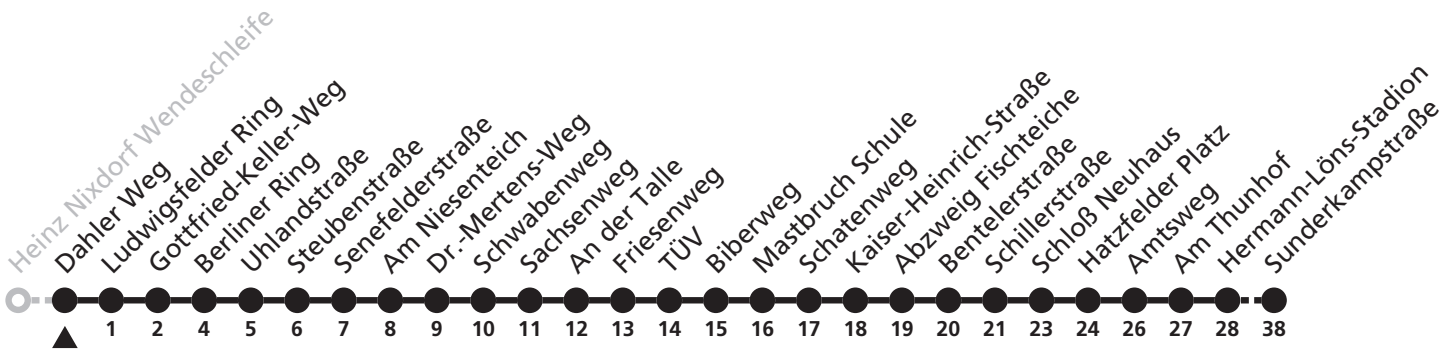 Heinz Nixdorf Wendeschleife
Dahler Weg
Ludwigsfelder Ring
Gottfried-Keller-Weg
Berliner Ring
Uhlandstraße
Steubenstraße
Senefelderstraße
Am Niesenteich
Dr.-Mertens-Weg
Schwabenweg
Sachsenweg
An der Talle
Friesenweg
TÜV
Biberweg
Mastbruch Schule
Schatenweg
Kaiser-Heinrich-Straße
Abzweig Fischteiche
Bentelerstraße
Schillerstraße
Schloß Neuhaus
Hatzfelder Platz
Amtsweg
Am Thunhof
Hermann-Löns-Stadion
Sunderkampstraße
1 2 4 5 6 7 8 9 10 11 12 13 14 15 16 17 18 19 20 21 23 24 26 27 28 38